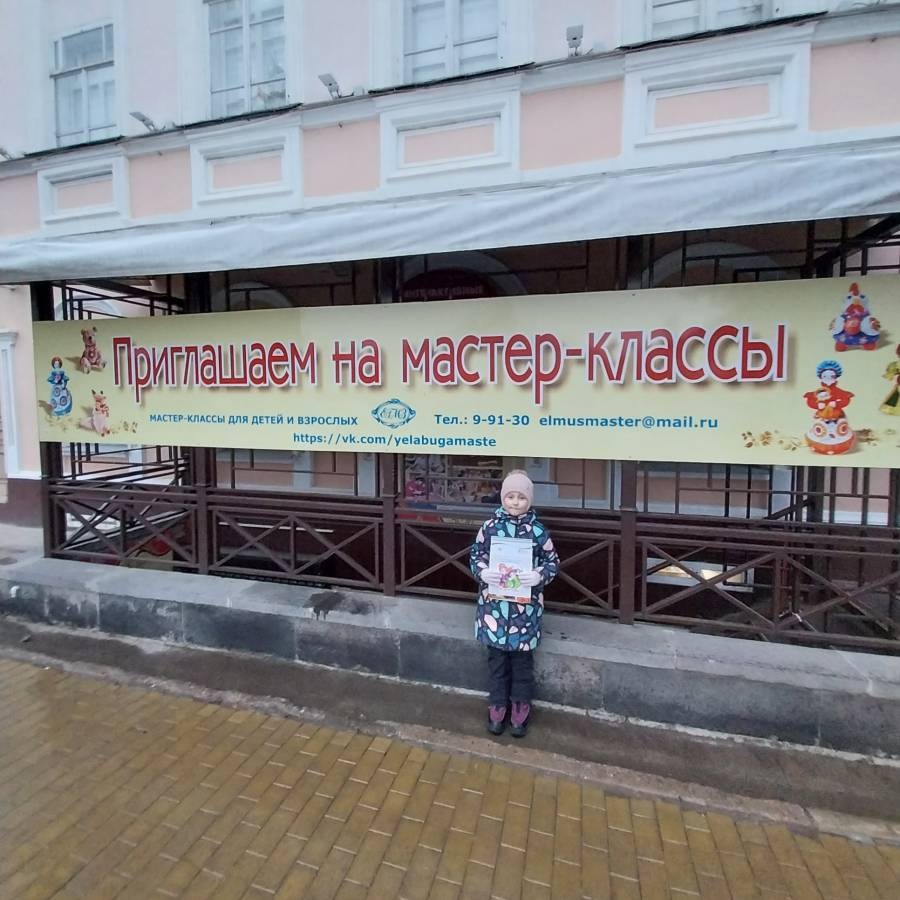 ИНТЕРАКТИВНЫЕ
Приглашаем на мастер-классы
МАСТЕР-КЛАССЫ ДЛЯ ДЕТЕЙ И ВЗРОСЛЫХ
Тел.: 9-91-30 elmusmaster@mail.ru
https://vk.com/yelabugamaste